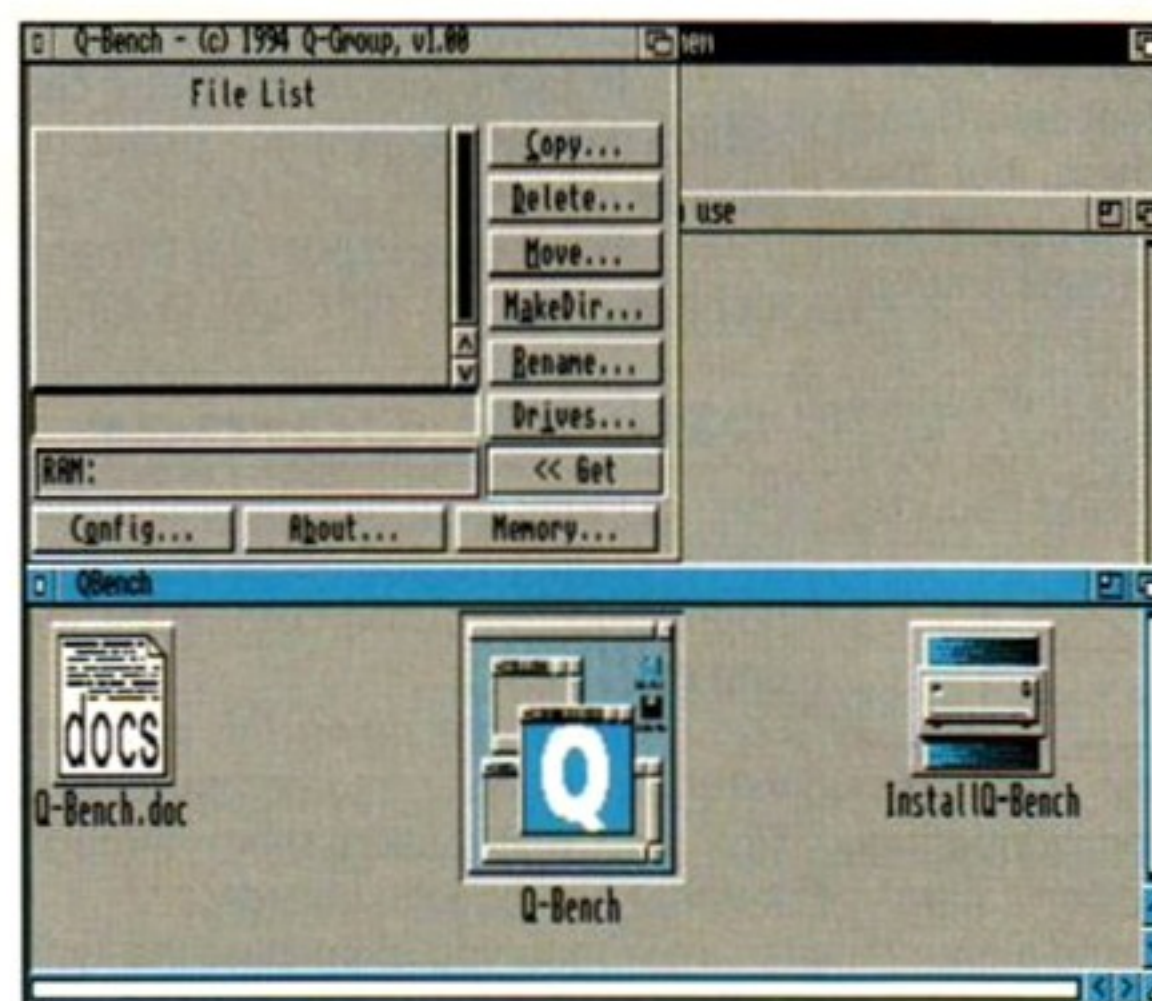 Q-Bench - (c) 1994 Q-Group, v1.00
File List
Copy...
use
Delete...
Move...
MakeDir...
Rename...
Drives...
RAM:
<< Get
Config...
About...
Memory...
QBench
docs
Q-Bench.doc
Q
Q-Bench
InstallQ-Bench